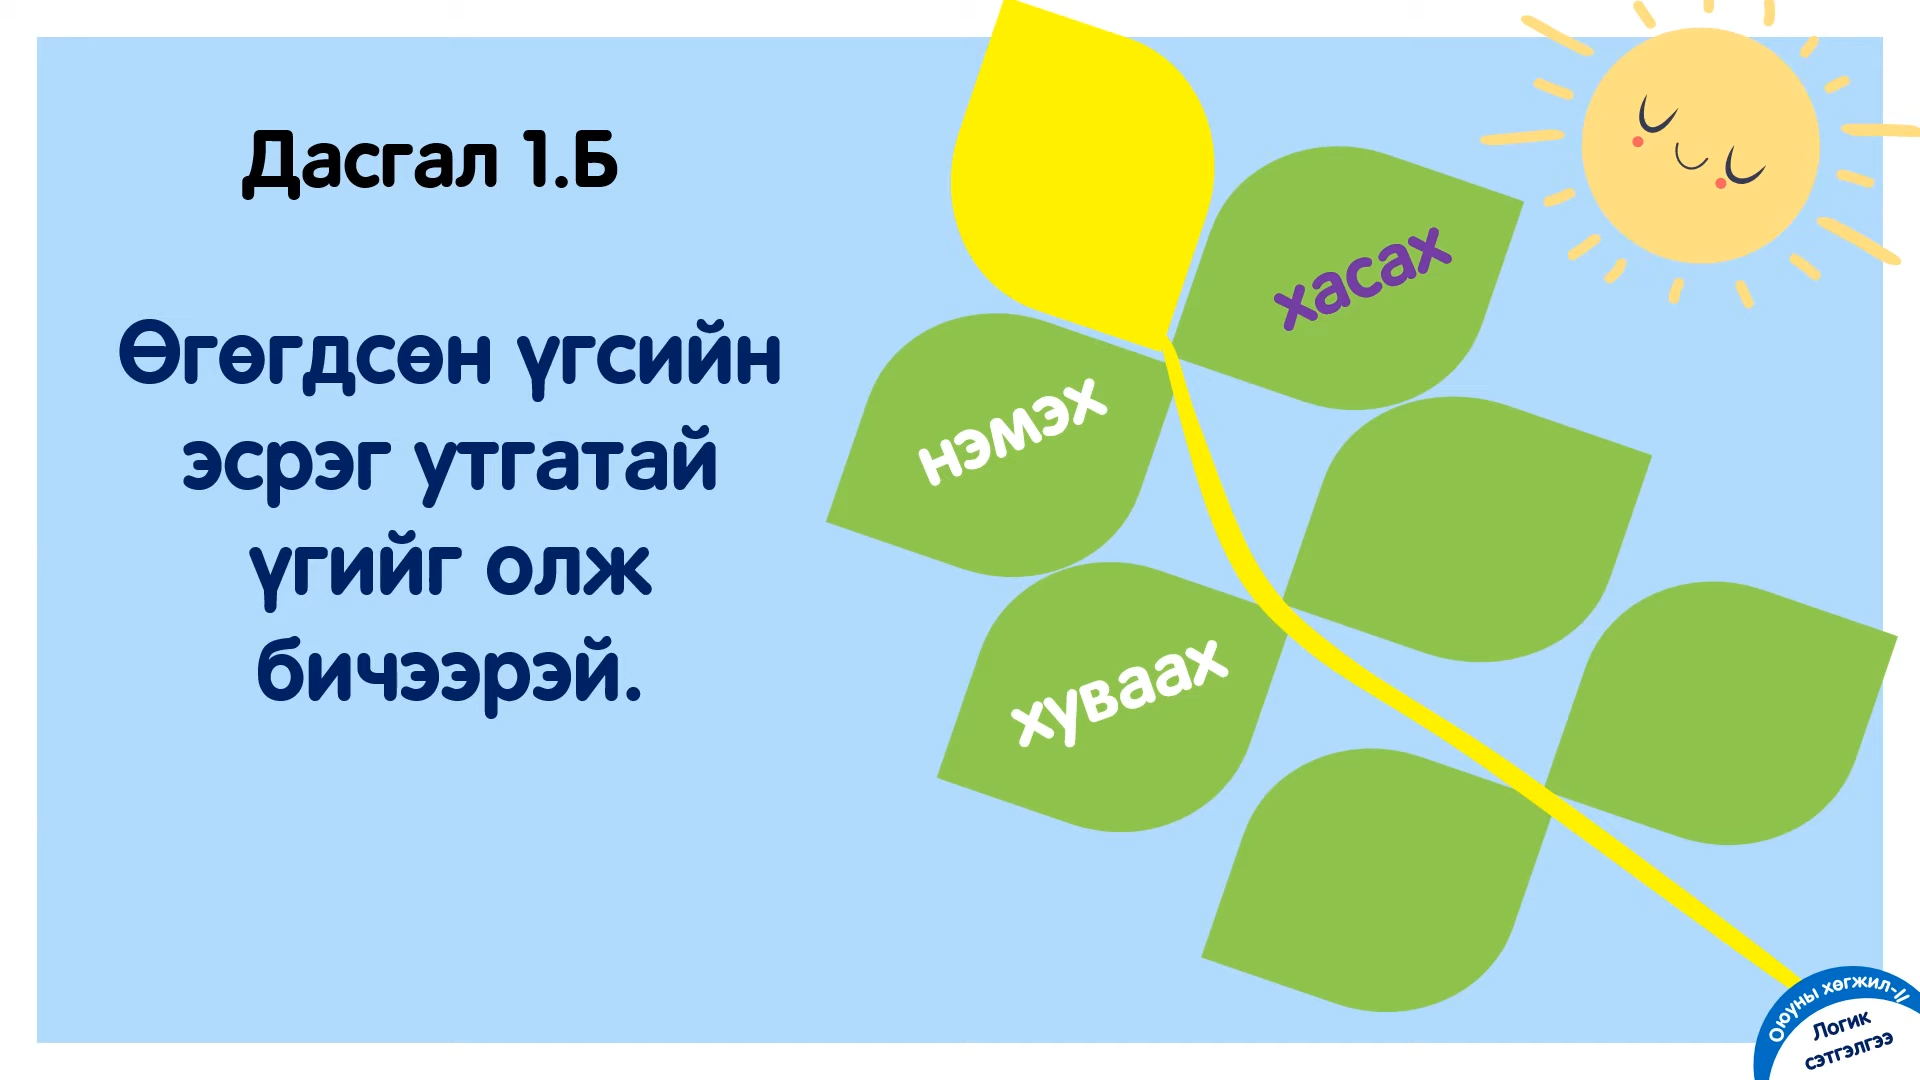 Дасгал 1.Б
Өгөгдсөн үгсийн
эсрэг утгатай
үгийг олж
бичээрэй.
хасах
нэмэх
хуваах
Оюуны хөгжил-II
Логик
сэтгэлгээ